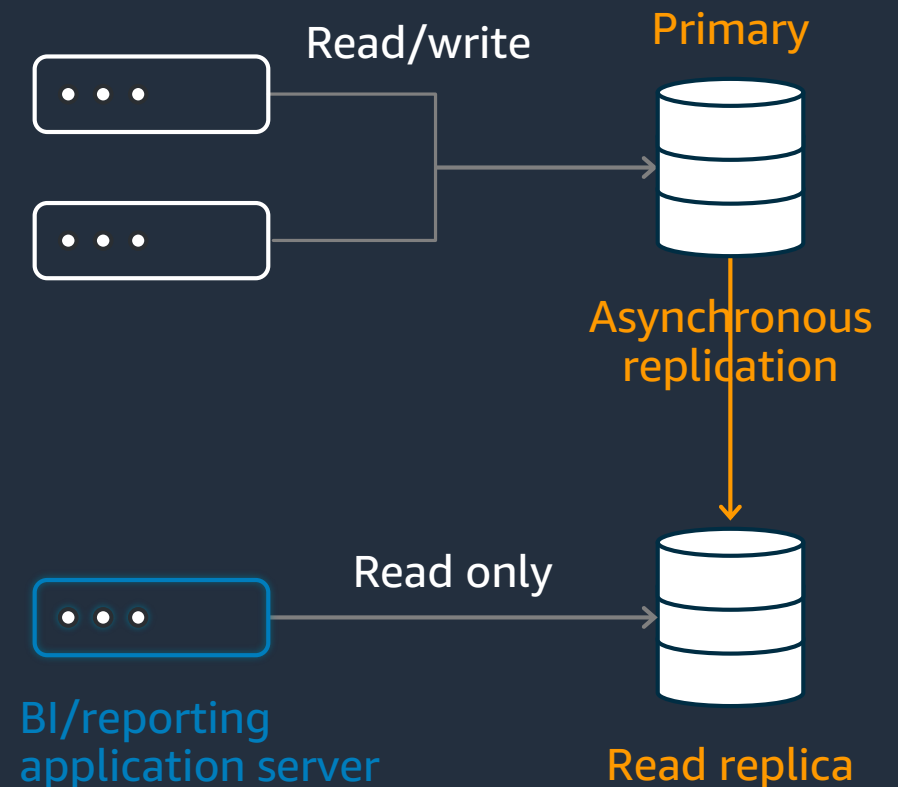 Read/write
Primary
Asynchronous
replication
Read only
BI/reporting
application server
Read replica